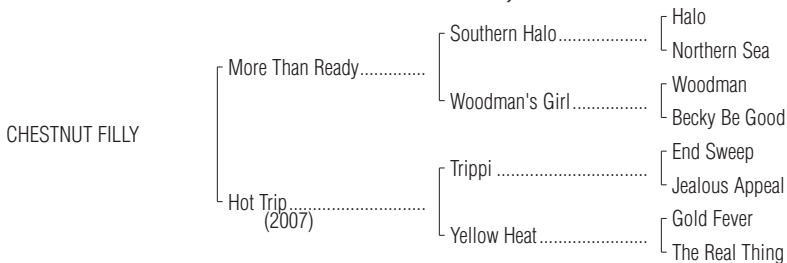 Halo
Southern Halo...................
Northern Sea
More Than Ready..............
Woodman
Woodman's Girl................
Becky Be Good
CHESTNUT FILLY
End Sweep
Trippi ................................
Jealous Appeal
Hot Trip.............................
(2007)
Gold Fever
Yellow Heat.......................
The Real Thing